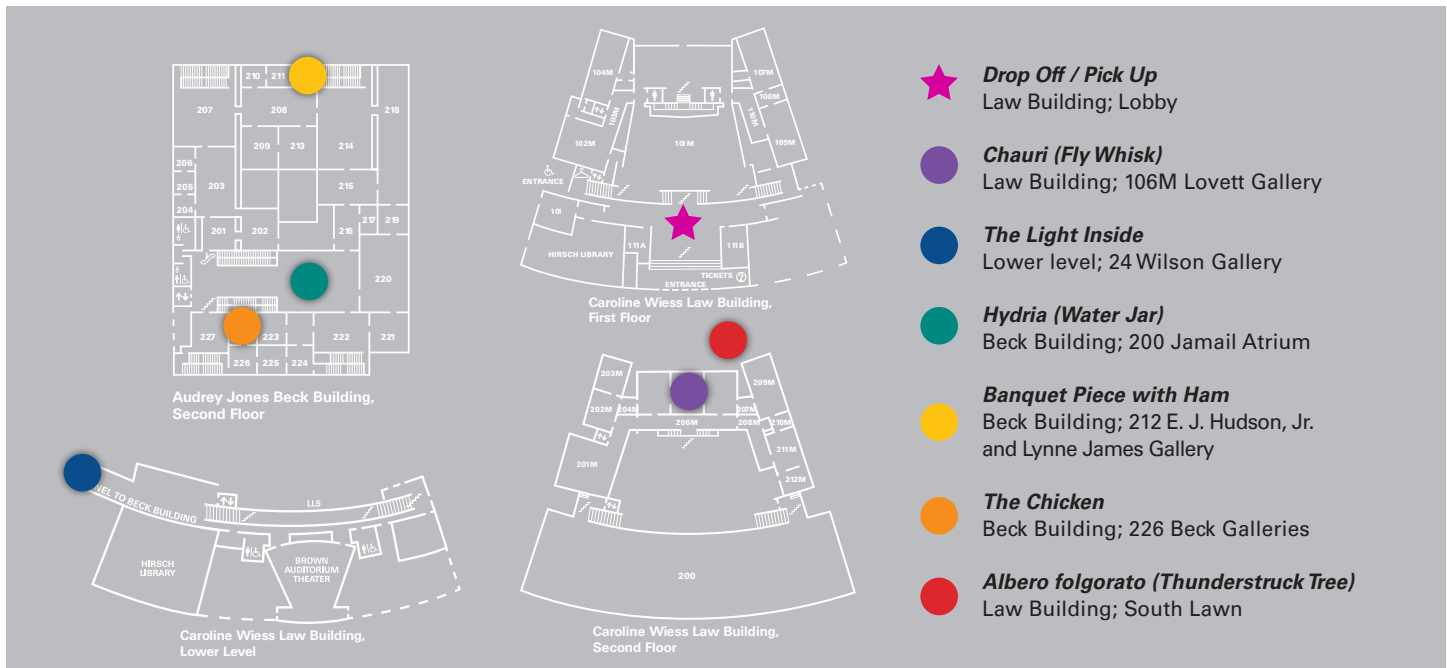 210
211
207
208
218
209
213
214
206
203
215
205
204
201
202
216
217
219
220
227
223
222
221
226
225
224
Audrey Jones Beck Building,
Second Floor
104M
107M
108M
103M
110M
102M
101M
109M
ENTRANCE
101
111A
111B
HIRSCH LIBRARY
TICKETS
?
ENTRANCE
Caroline Wiess Law Building,
First Floor
NEL TO BECK BUILDING
LL5
HIRSCH
LIBRARY
BROWN
AUDITORIUM
THEATER
Caroline Wiess Law Building,
Lower Level
203M
209M
202M
204M
207M
206M
208M
210M
201M
211M
212M
200
Caroline Wiess Law Building,
Second Floor
Drop Off / Pick Up
Law Building; Lobby
Chauri (Fly Whisk)
Law Building; 106M Lovett Gallery
The Light Inside
Lower level; 24 Wilson Gallery
Hydria (Water Jar)
Beck Building; 200 Jamail Atrium
Banquet Piece with Ham
Beck Building; 212 E. J. Hudson, Jr.
and Lynne James Gallery
The Chicken
Beck Building; 226 Beck Galleries
Albero folgorato (Thunderstruck Tree)
Law Building; South Lawn